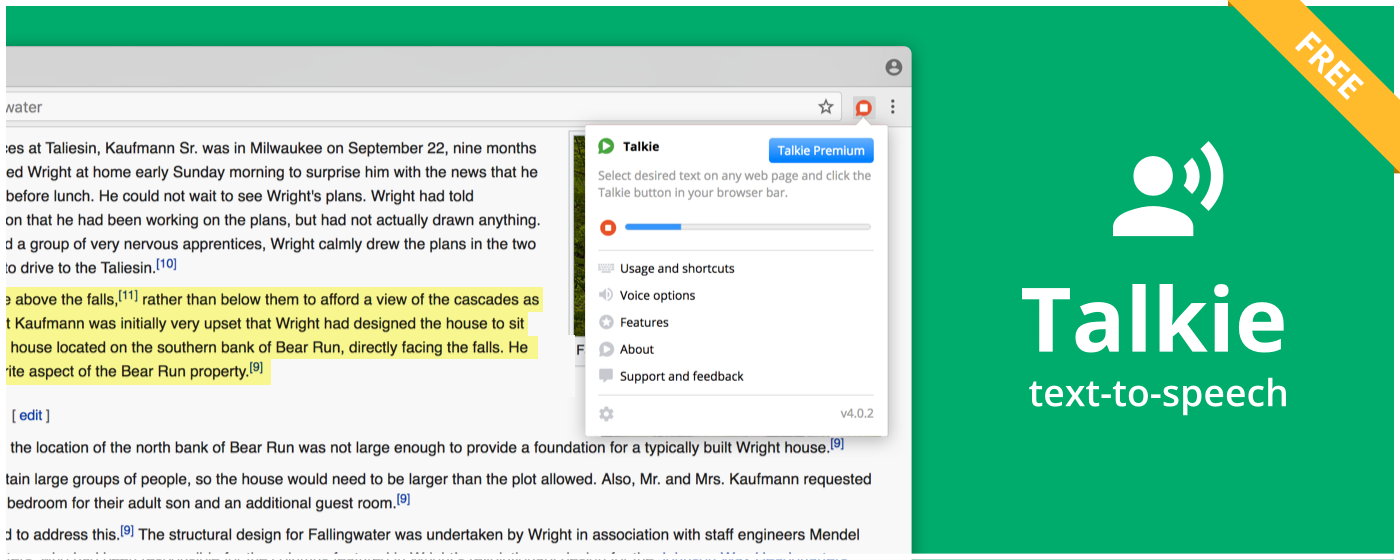 water
ces at Taliesin, Kaufmann Sr. was in Milwaukee on September 22, nine months
ed Wright at home early Sunday morning to surprise him with the news that he
before lunch. He could not wait to see Wright's plans. Wright had told
on that he had been working on the plans, but had not actually drawn anything.
d a group of very nervous apprentices, Wright calmly drew the plans in the two
to drive to the Taliesin.[10]
e above the falls,[11] rather than below them to afford a view of the cascades as
t Kaufmann was initially very upset that Wright had designed the house to sit
house located on the southern bank of Bear Run, directly facing the falls. He
rite aspect of the Bear Run property.[9]
F
[ edit ]
the location of the north bank of Bear Run was not large enough to provide a foundation for a typically built Wright house.[9]
tain large groups of people, so the house would need to be larger than the plot allowed. Also, Mr. and Mrs. Kaufmann requested
bedroom for their adult son and an additional guest room.[9]
d to address this.[9] The structural design for Fallingwater was undertaken by Wright in association with staff engineers Mendel
Talkie
Talkie Premium
Select desired text on any web page and click the
Talkie button in your browser bar.
Usage and shortcuts
Voice options
Features
About
Support and feedback
v4.0.2
FREE
Talkie
text-to-speech